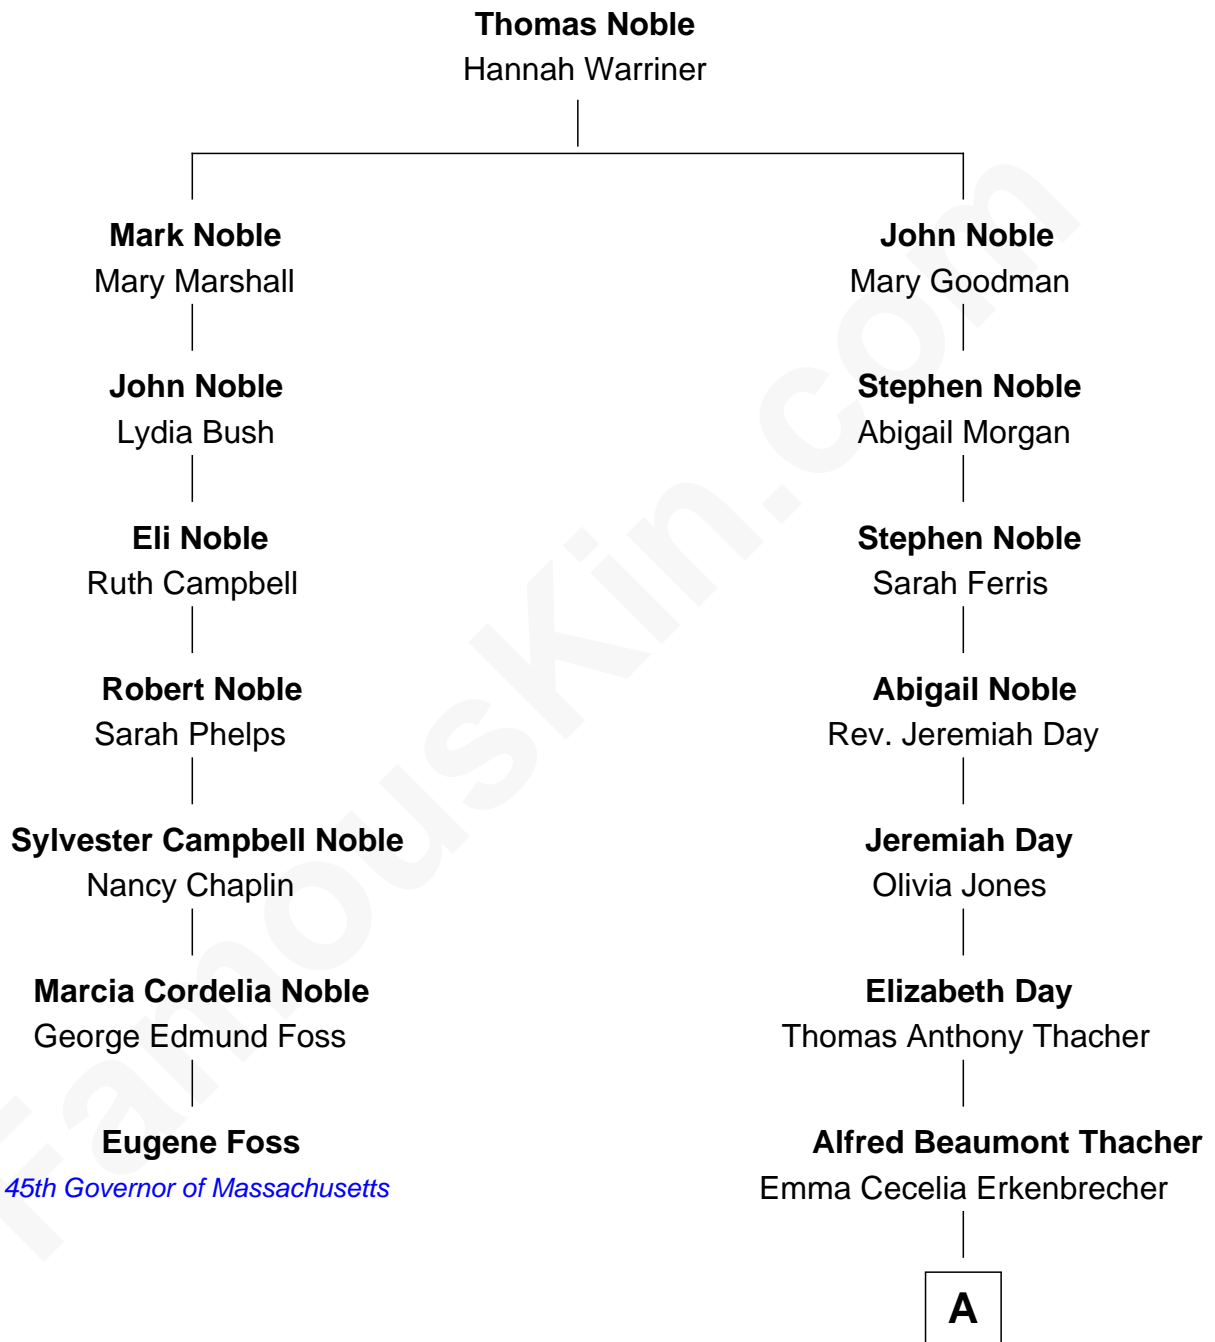 Thomas Noble
Hannah Warriner
Mark Noble
Mary Marshall
John Noble
Mary Goodman
John Noble
Lydia Bush
Stephen Noble
Abigail Morgan
Eli Noble
Ruth Campbell
Stephen Noble
Sarah Ferris
Robert Noble
Sarah Phelps
Abigail Noble
Rev. Jeremiah Day
Sylvester Campbell Noble
Nancy Chaplin
Jeremiah Day
Olivia Jones
Marcia Cordelia Noble
George Edmund Foss
Elizabeth Day
Thomas Anthony Thacher
Eugene Foss
45th Governor of Massachusetts
Alfred Beaumont Thacher
Emma Cecelia Erkenbrecher
A
FamousKin.com